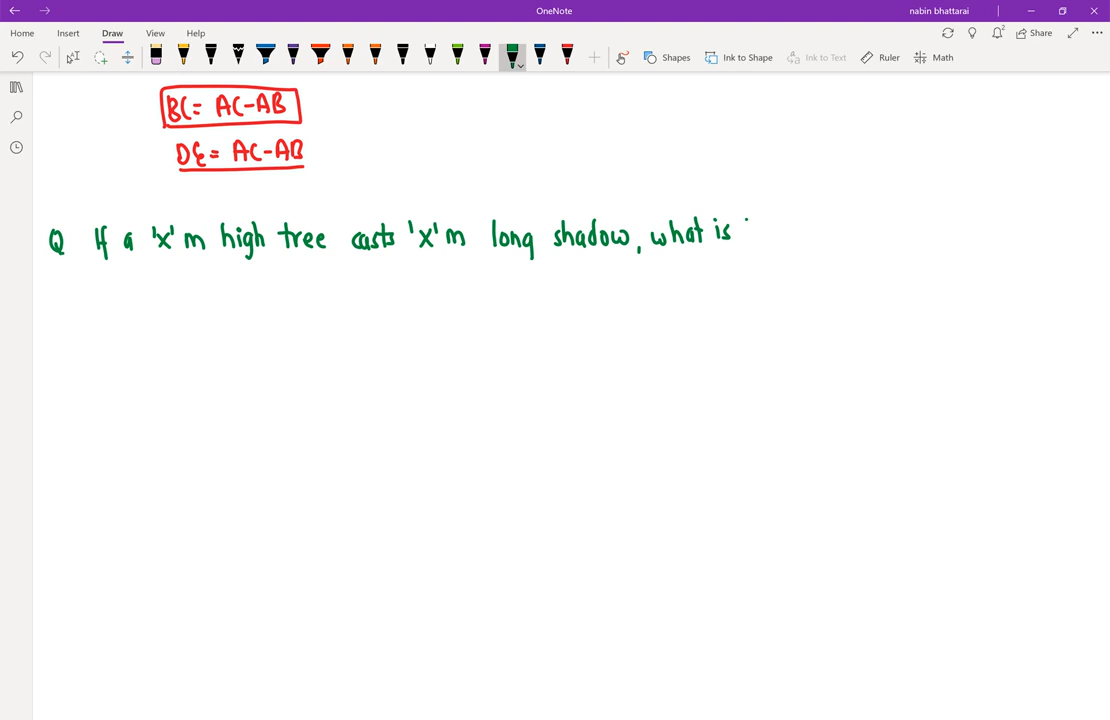 OneNote
nabin bhattarai
Home Insert Draw View Help
Share
Shapes Ink to Shape Ink to Text Ruler Math
BC = AC-AB
DE = AC-AB
Q If a 'x' m high tree casts 'x' m long shadow, what is